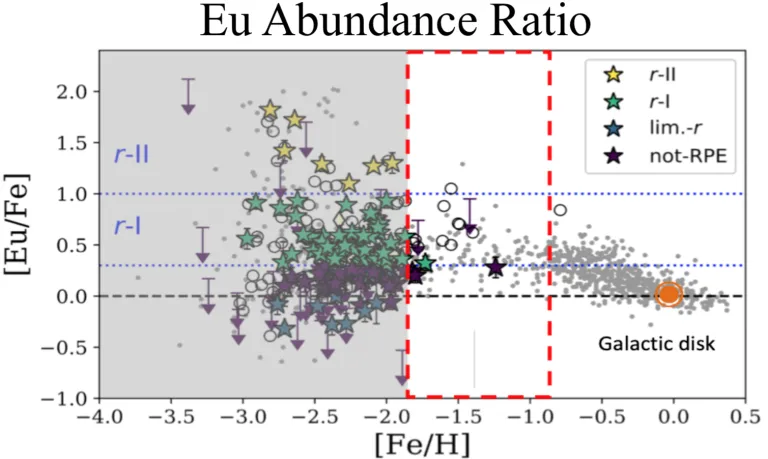 Eu Abundance Ratio
r-II
r-I
lim.-r
not-RPE
r-II
r-I
Galactic disk
[Eu/Fe]
2.0
1.5
1.0
0.5
0.0
−0.5
−1.0
−4.0 −3.5 −3.0 −2.5 −2.0 −1.5 −1.0 −0.5 0.0 0.5
[Fe/H]